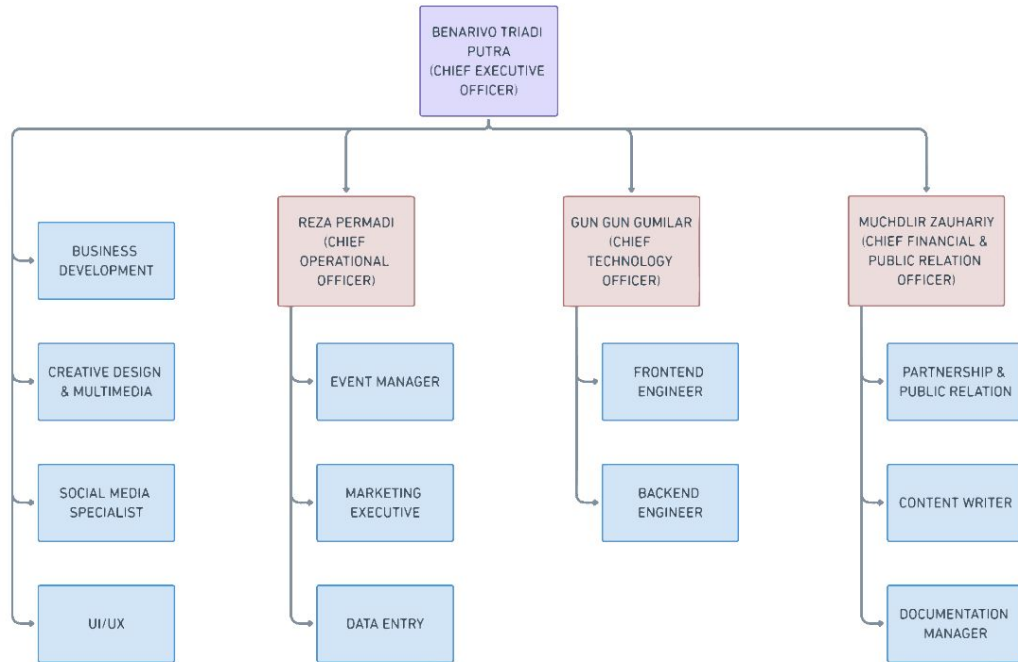 BENARIVO TRIADI
PUTRA
(CHIEF EXECUTIVE
OFFICER)
BUSINESS
DEVELOPMENT
CREATIVE DESIGN
& MULTIMEDIA
SOCIAL MEDIA
SPECIALIST
UI/UX
REZA PERMADI
(CHIEF
OPERATIONAL
OFFICER)
EVENT MANAGER
MARKETING
EXECUTIVE
DATA ENTRY
GUN GUN GUMILAR
(CHIEF
TECHNOLOGY
OFFICER)
FRONTEND
ENGINEER
BACKEND
ENGINEER
MUCHDLIR ZAUHARIY
(CHIEF FINANCIAL &
PUBLIC RELATION
OFFICER)
PARTNERSHIP &
PUBLIC RELATION
CONTENT WRITER
DOCUMENTATION
MANAGER